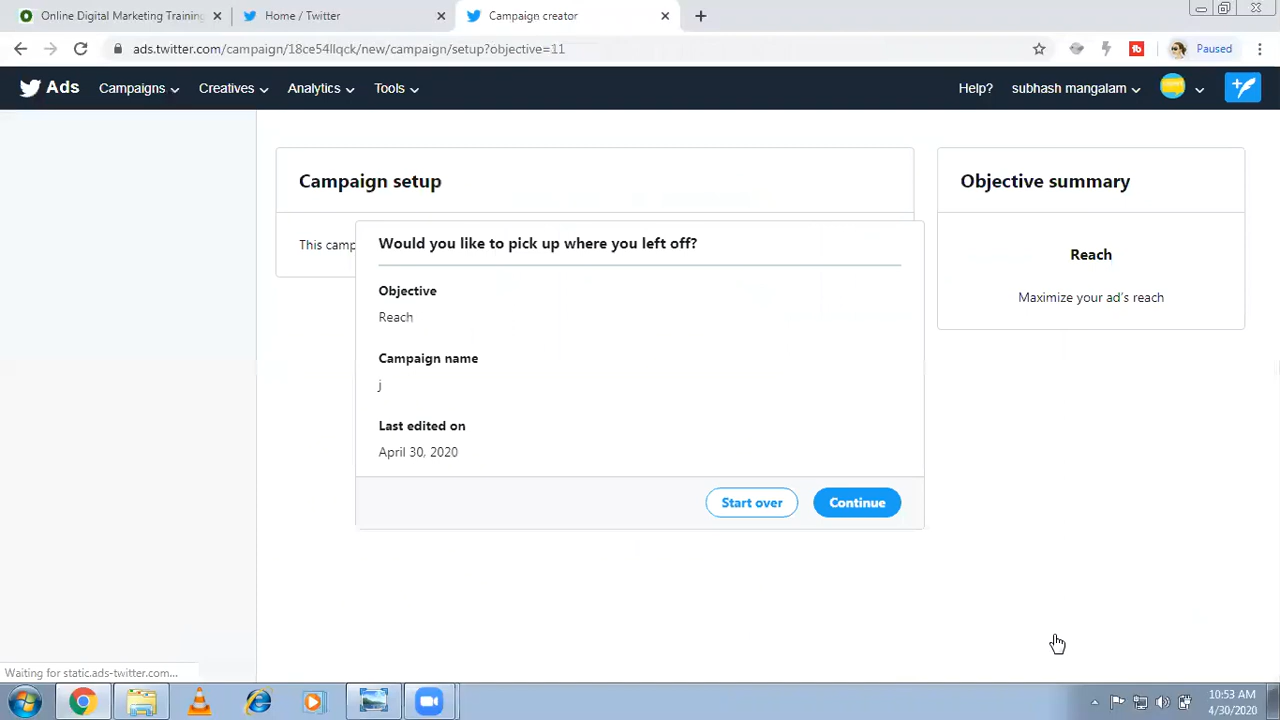 Online Digital Marketing Training
Home / Twitter
Campaign creator
ads.twitter.com/campaign/18ce54llqck/new/campaign/setup?objective=11
Paused
Ads
Campaigns
Creatives
Analytics
Tools
Help?
subhash mangalam
Campaign setup
This camp
Would you like to pick up where you left off?
Objective
Reach
Campaign name
j
Last edited on
April 30, 2020
Start over
Continue
Objective summary
Reach
Maximize your ad's reach
Waiting for static.ads-twitter.com...
10:53 AM
4/30/2020